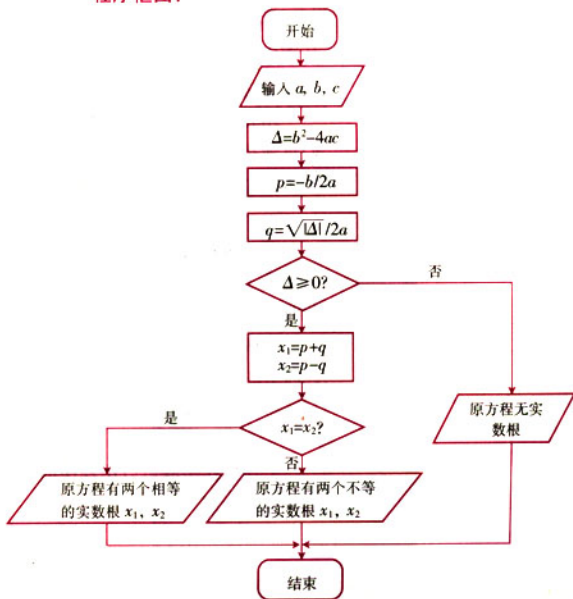 开始
输入 a, b, c
Δ=b²-4ac
p=-b/2a
q=√|Δ|/2a
Δ≥0?
否
是
x₁=p+q
x₂=p-q
原方程无实
数根
是
x₁=x₂?
否
原方程有两个相等
的实数根 x₁, x₂
原方程有两个不等
的实数根 x₁, x₂
结束